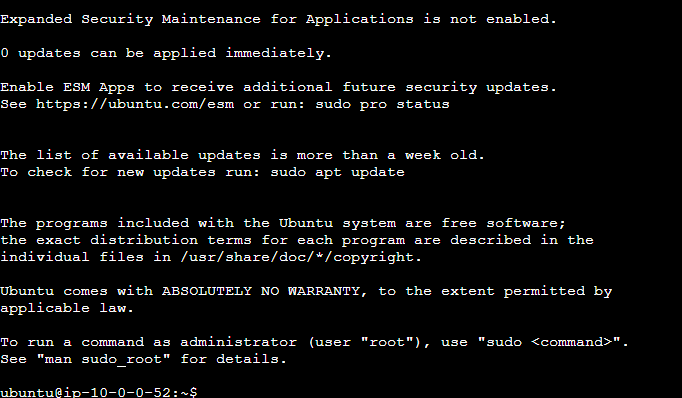 Expanded Security Maintenance for Applications is not enabled.
0 updates can be applied immediately.
Enable ESM Apps to receive additional future security updates.
See https://ubuntu.com/esm or run: sudo pro status
The list of available updates is more than a week old.
To check for new updates run: sudo apt update
The programs included with the Ubuntu system are free software;
the exact distribution terms for each program are described in the
individual files in /usr/share/doc/*/copyright.
Ubuntu comes with ABSOLUTELY NO WARRANTY, to the extent permitted by
applicable law.
To run a command as administrator (user "root"), use "sudo <command>".
See "man sudo_root" for details.
ubuntu@ip-10-0-0-52:~$